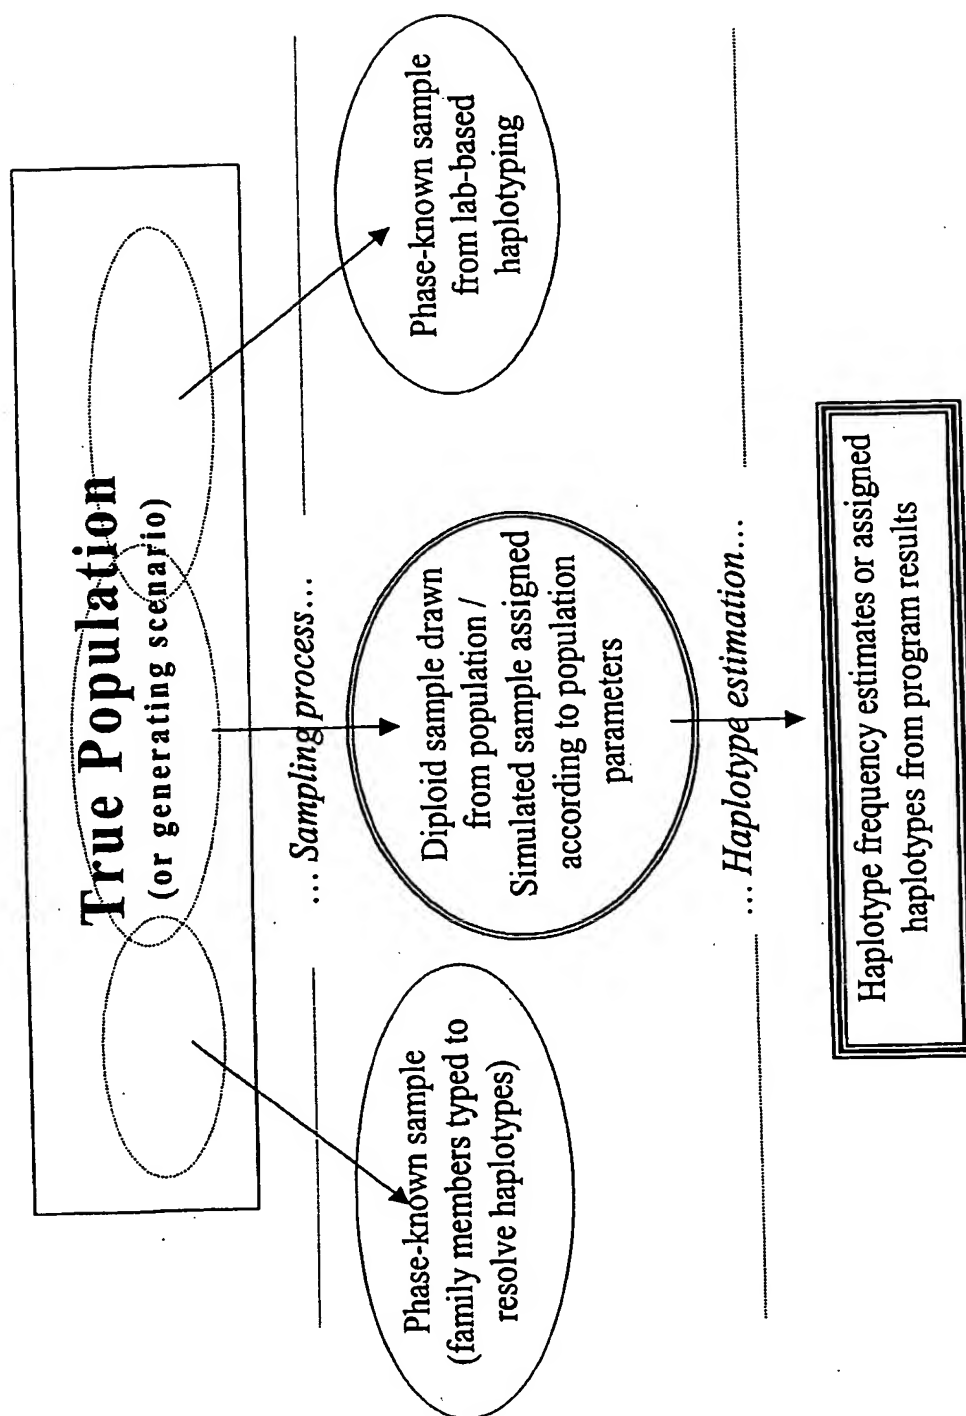 True Population
(or generating scenario)
... Sampling process...
Phase-known sample
(family members typed to
resolve haplotypes)
Diploid sample drawn
from population /
Simulated sample assigned
according to population
parameters
Phase-known sample
from lab-based
haplotyping
... Haplotype estimation...
Haplotype frequency estimates or assigned
haplotypes from program results